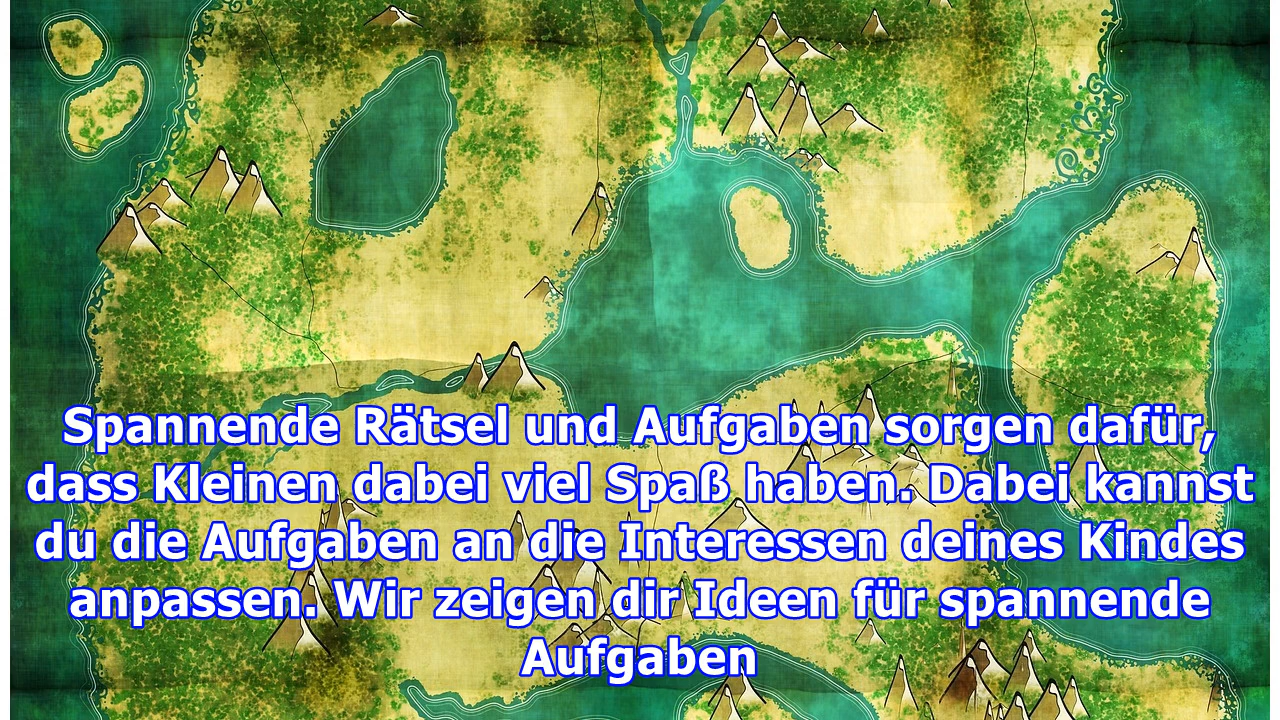 Spannende Rätsel und Aufgaben sorgen dafür,
dass Kleinen dabei viel Spaß haben. Dabei kannst
du die Aufgaben an die Interessen deines Kindes
anpassen. Wir zeigen dir Ideen für spannende
Aufgaben